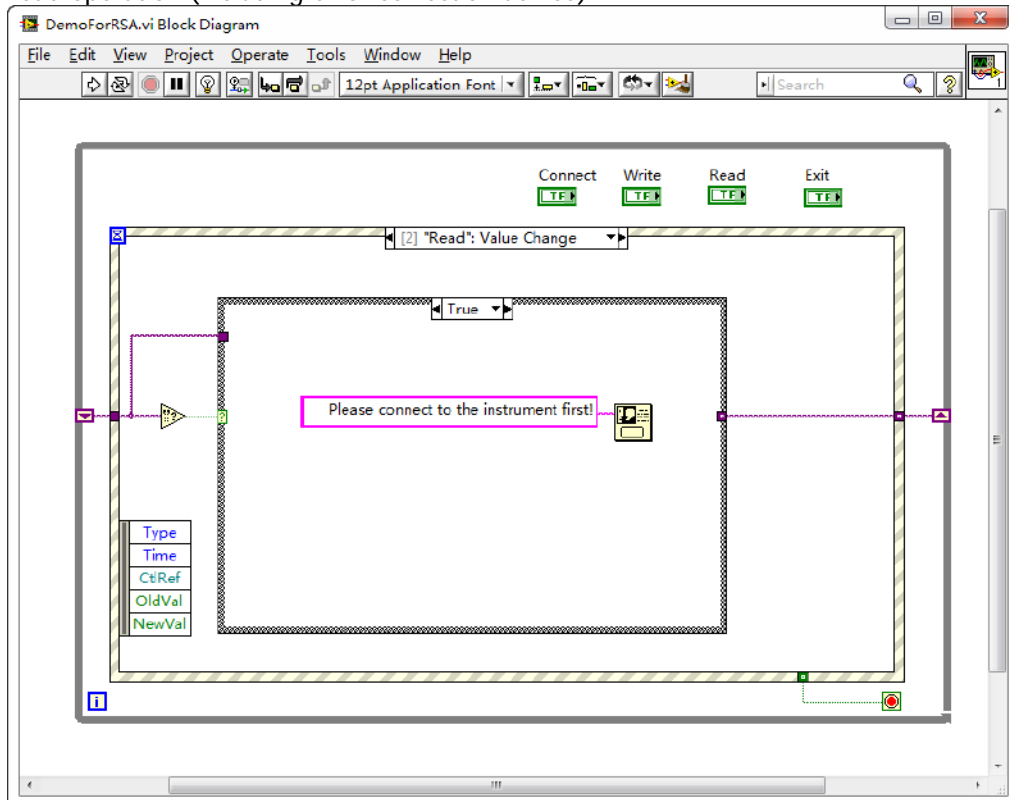 DemoForRSA.vi Block Diagram
File Edit View Project Operate Tools Window Help
12pt Application Font
Search
1
Connect Write Read Exit
TF TF TF TF
[2] "Read": Value Change
True
"?
?
Please connect to the instrument first!
Type
Time
CtlRef
OldVal
NewVal
i